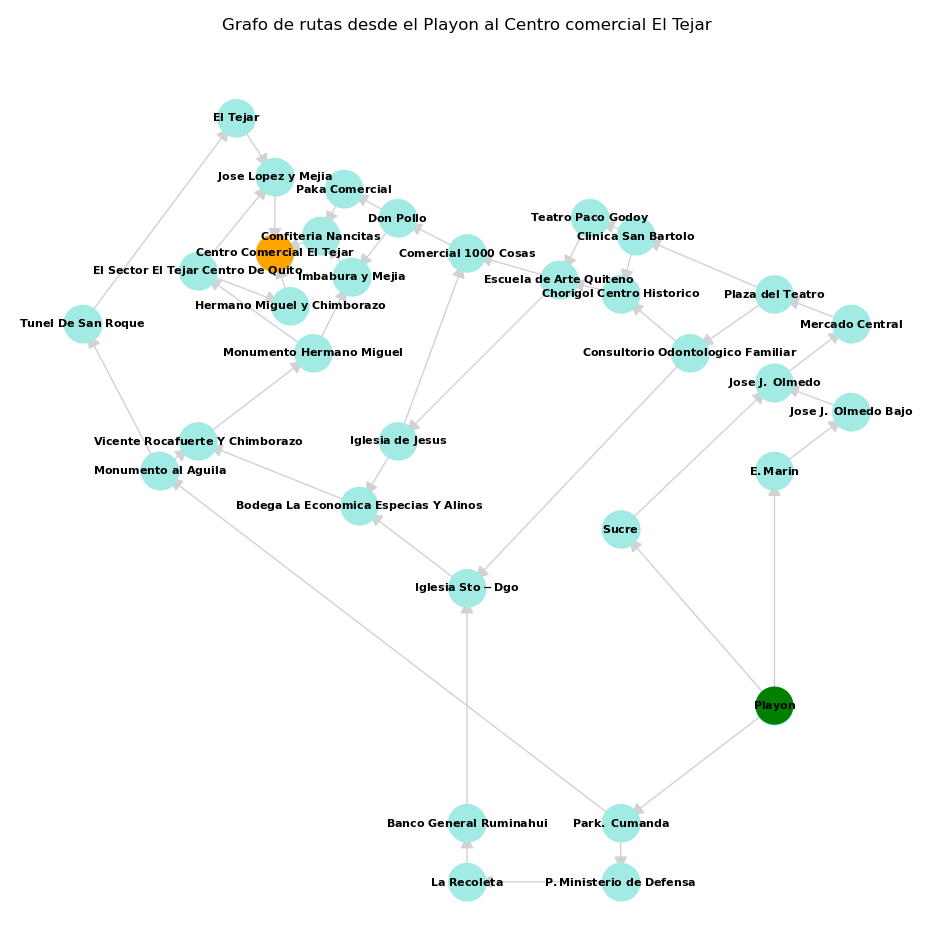 Grafo de rutas desde el Playon al Centro comercial El Tejar
El Tejar
Jose Lopez y Mejia
Paka Comercial
Don Pollo
Teatro Paco Godoy
Clinica San Bartolo
Confiteria Nancitas
Centro Comercial El Tejar
Comercial 1000 Cosas
El Sector El Tejar Centro De Quito
Imbabura y Mejia
Escuela de Arte Quiteno
Chorigol Centro Historico
Plaza del Teatro
Hermano Miguel y Chimborazo
Tunel De San Roque
Mercado Central
Monumento Hermano Miguel
Consultorio Odontologico Familiar
Jose J. Olmedo
Jose J. Olmedo Bajo
Vicente Rocafuerte Y Chimborazo
Iglesia de Jesus
Monumento al Aguila
E.Marin
Bodega La Economica Especias Y Alinos
Sucre
Iglesia Sto−Dgo
Playon
Banco General Ruminahui
Park. Cumanda
La Recoleta
P.Ministerio de Defensa